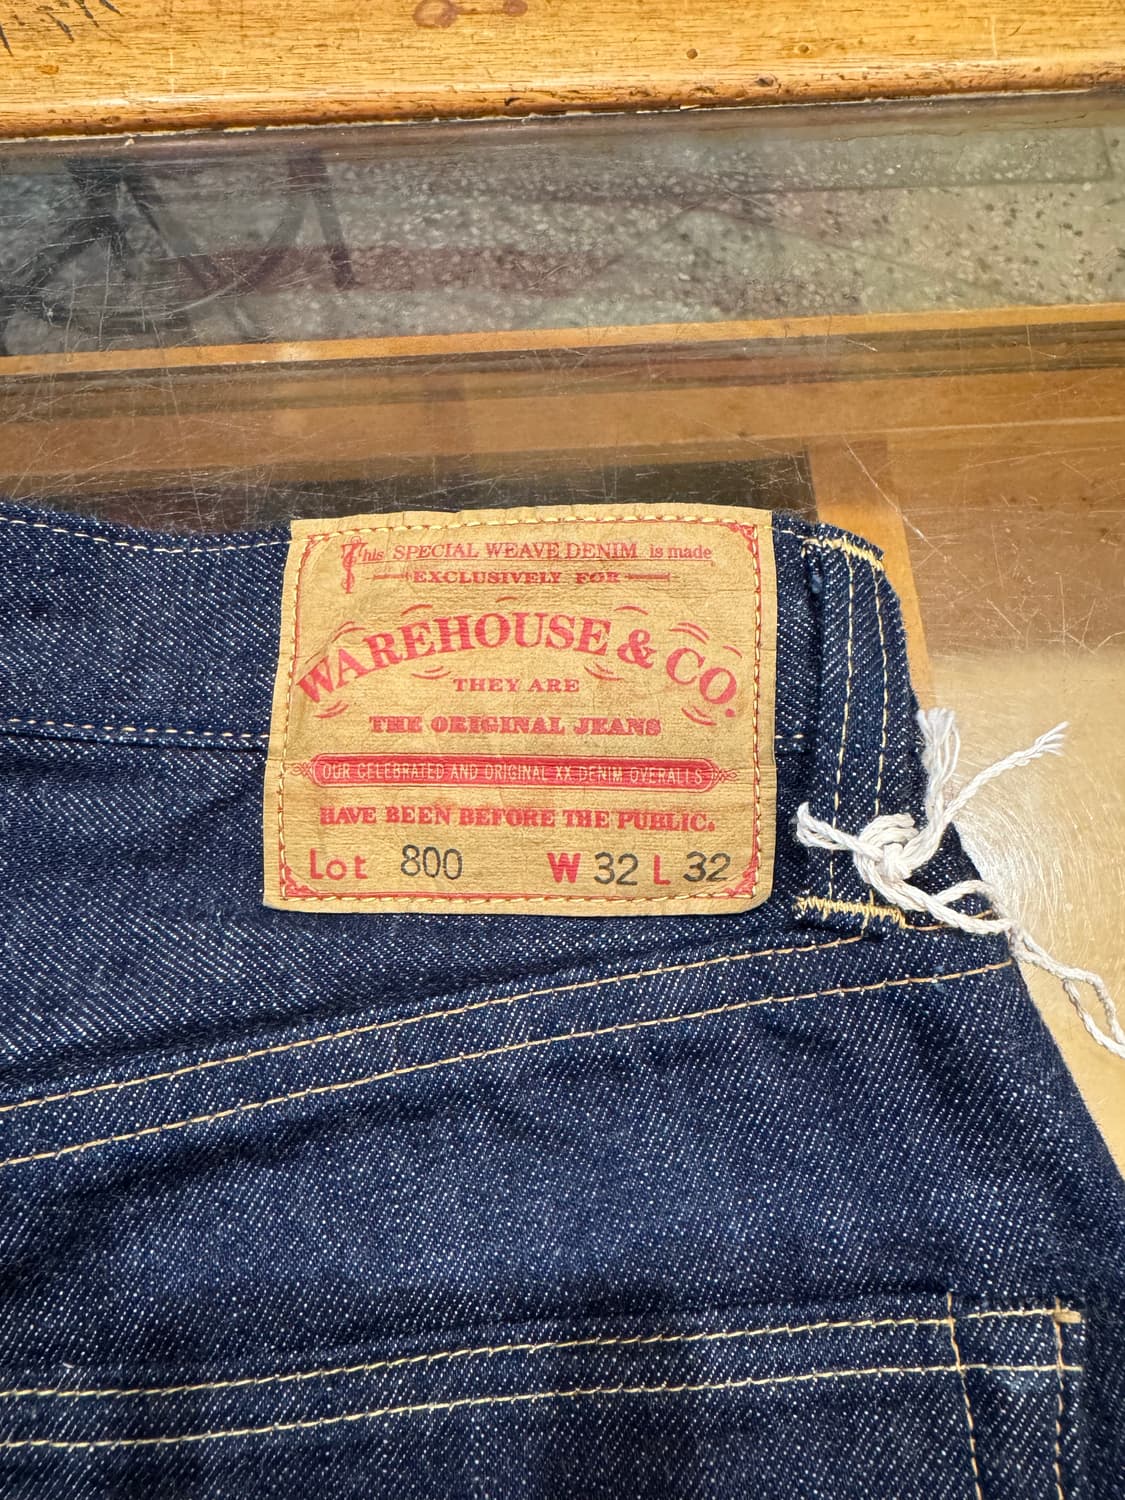 This SPECIAL WEAVE DENIM is made
EXCLUSIVELY FOR
WAREHOUSE & CO.
THEY ARE
THE ORIGINAL JEANS
OUR CELEBRATED AND ORIGINAL XX DENIM OVERALLS
HAVE BEEN BEFORE THE PUBLIC.
Lot 800 W 32 L 32